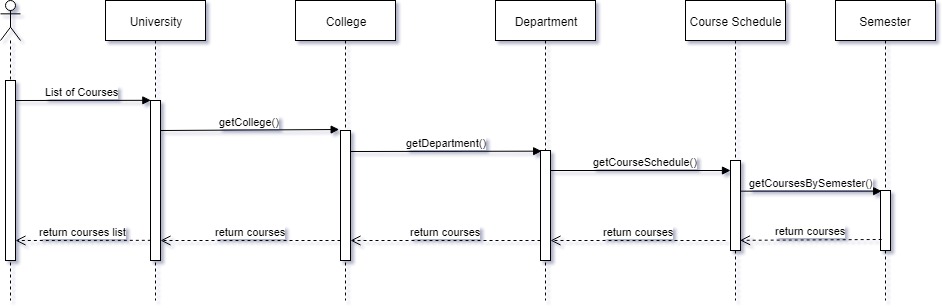 University
College
Department
Course Schedule
Semester
List of Courses
getCollege()
getDepartment()
getCourseSchedule()
getCoursesBySemester()
return courses list
return courses
return courses
return courses
return courses